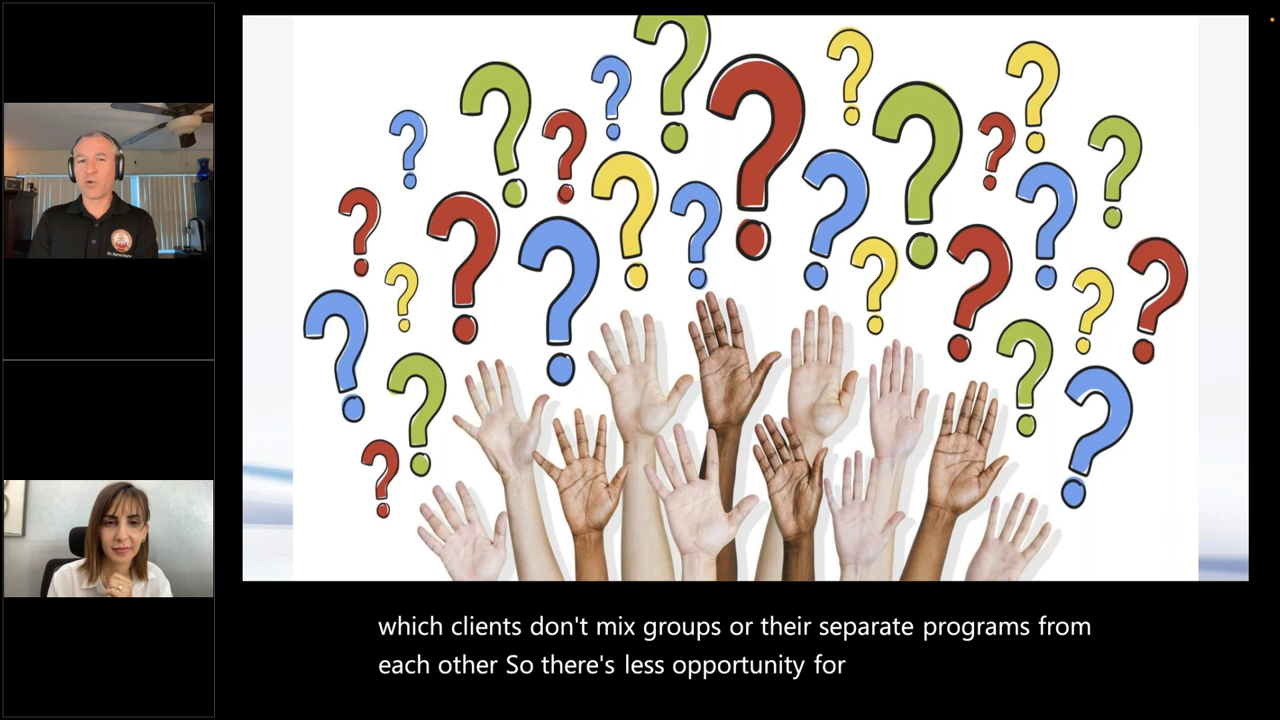 which clients don't mix groups or their separate programs from
each other So there's less opportunity for